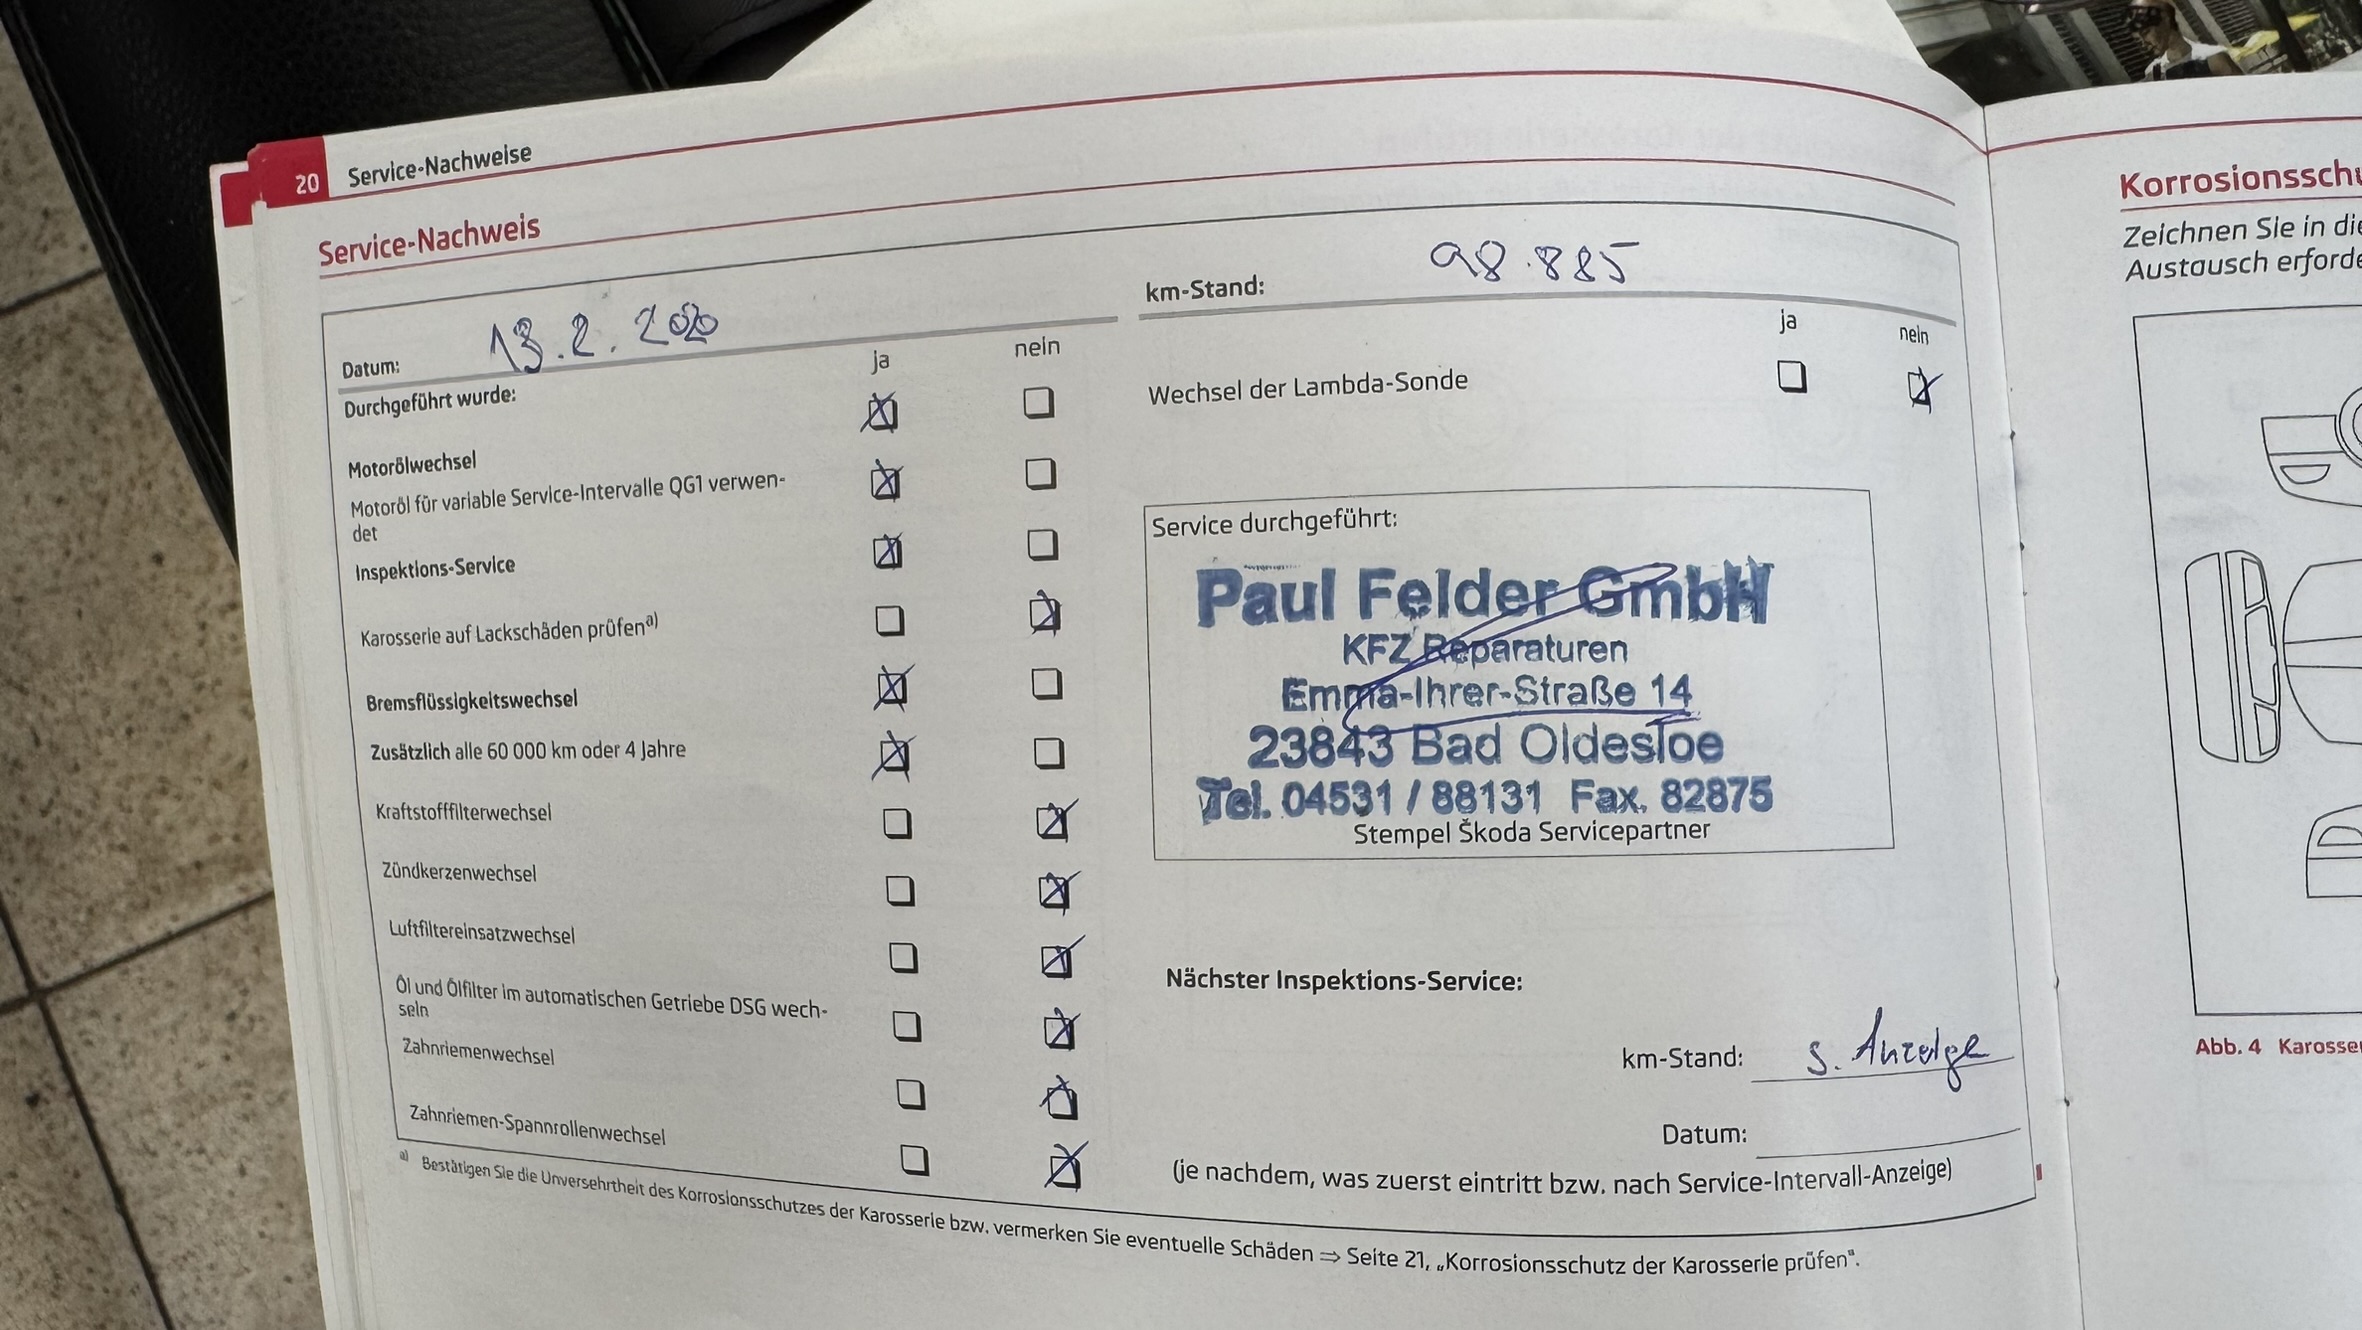 20 Service-Nachweise
Service-Nachweis
Datum: 13.2.2020
km-Stand: 98.885
Durchgeführt wurde:
ja nein
Motorölwechsel
Motoröl für variable Service-Intervalle QG1 verwen-
det
Inspektions-Service
Karosserie auf Lackschäden prüfen a)
Bremsflüssigkeitswechsel
Zusätzlich alle 60 000 km oder 4 Jahre
Kraftstofffilterwechsel
Zündkerzenwechsel
Luftfiltereinsatzwechsel
Öl und Ölfilter im automatischen Getriebe DSG wech-
seln
Zahnriemenwechsel
Zahnriemen-Spannrollenwechsel
ja nein
Wechsel der Lambda-Sonde
Service durchgeführt:
Paul Felder GmbH
KFZ Reparaturen
Emma-Ihrer-Straße 14
23843 Bad Oldesloe
Tel. 04531 / 88131 Fax. 82875
Stempel Škoda Servicepartner
Nächster Inspektions-Service:
km-Stand: s. Anzeige
Datum:
(je nachdem, was zuerst eintritt bzw. nach Service-Intervall-Anzeige)
a) Bestätigen Sie die Unversehrtheit des Korrosionsschutzes der Karosserie bzw. vermerken Sie eventuelle Schäden ⇒ Seite 21, „Korrosionsschutz der Karosserie prüfen“.
Zeichnen Sie in
Austausch
Abb. 4